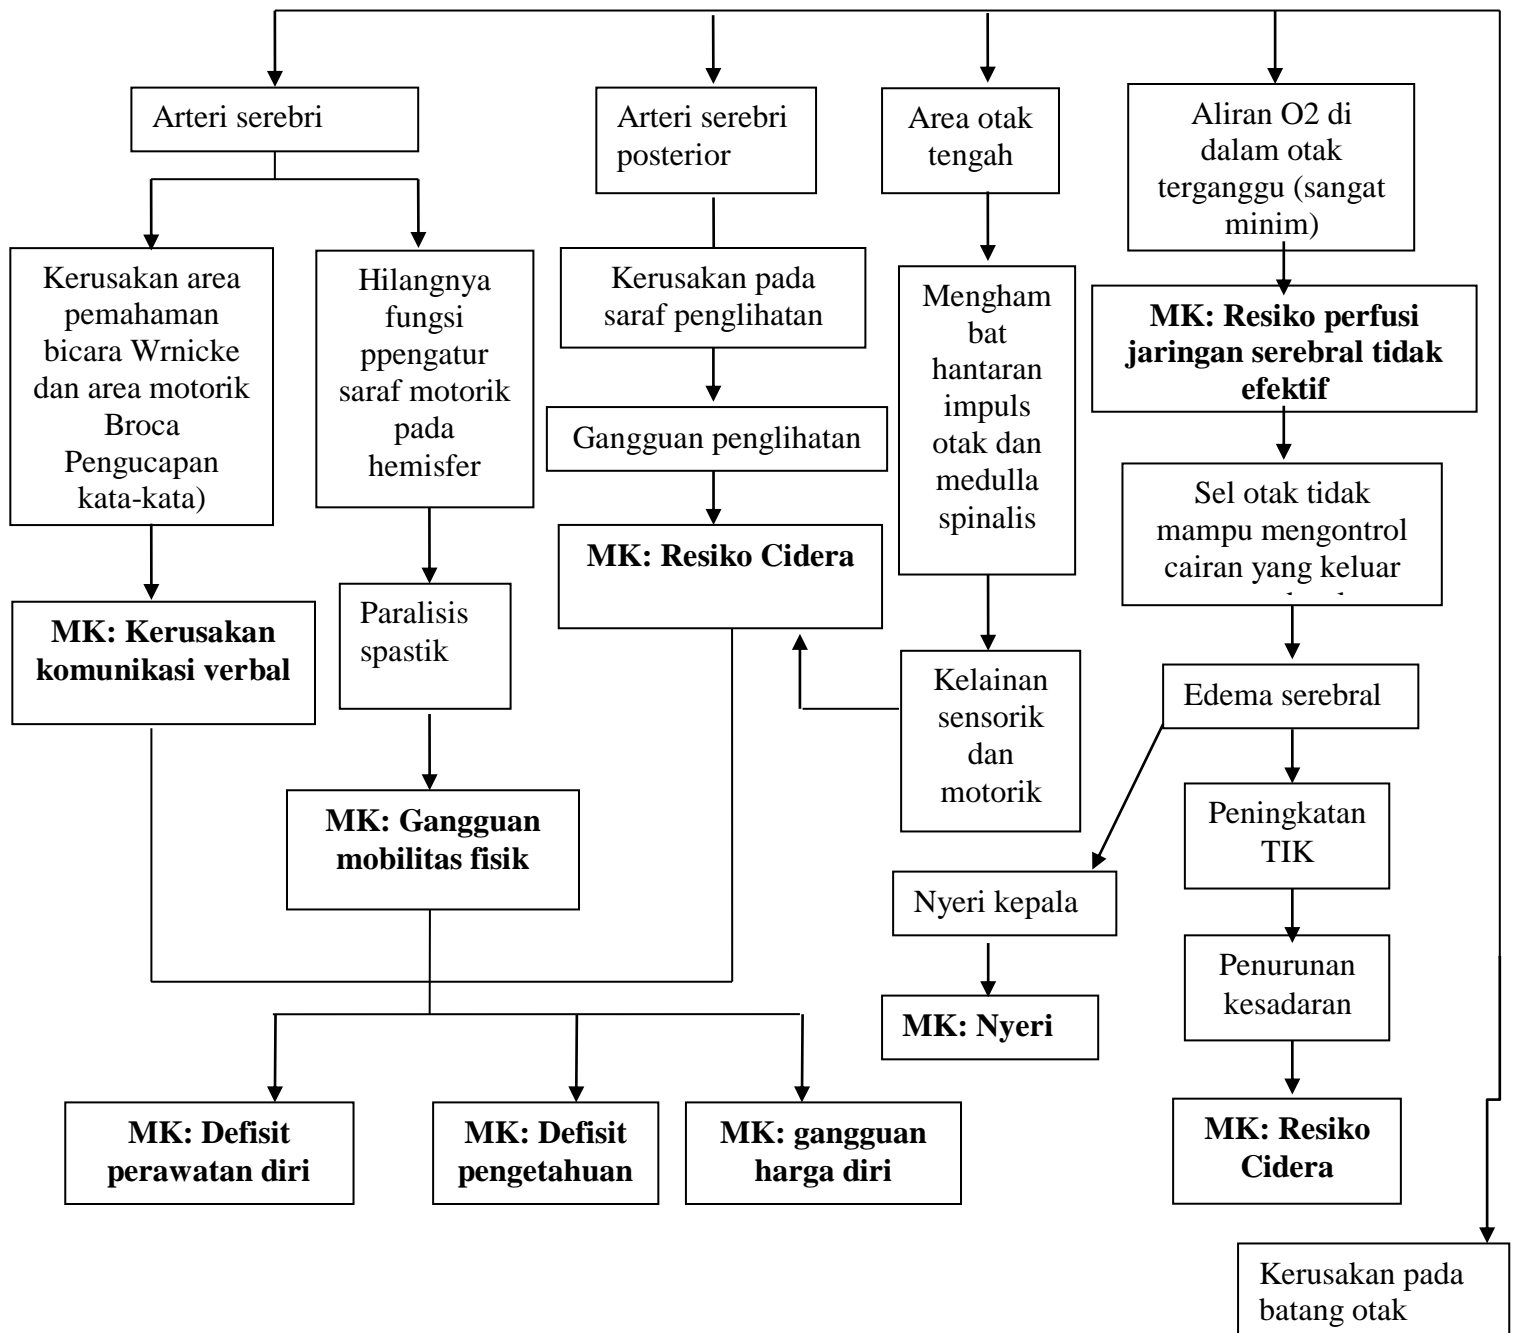 Arteri serebri
Arteri serebri
posterior
Area otak
tengah
Aliran O2 di
dalam otak
terganggu (sangat
minim)
Kerusakan area
pemahaman
bicara Wrnicke
dan area motorik
Broca
Pengucapan
kata-kata)
Hilangnya
fungsi
ppengatur
saraf motorik
pada
hemisfer
Kerusakan pada
saraf penglihatan
Mengham
bat
hantaran
impuls
otak dan
medulla
spinalis
MK: Resiko perfusi
jaringan serebral tidak
efektif
Gangguan penglihatan
Sel otak tidak
mampu mengontrol
cairan yang keluar
MK: Resiko Cidera
MK: Kerusakan
komunikasi verbal
Paralisis
spastik
Kelainan
sensorik
dan
motorik
Edema serebral
MK: Gangguan
mobilitas fisik
Peningkatan
TIK
Nyeri kepala
Penurunan
kesadaran
MK: Nyeri
MK: Defisit
perawatan diri
MK: Defisit
pengetahuan
MK: gangguan
harga diri
MK: Resiko
Cidera
Kerusakan pada
batang otak